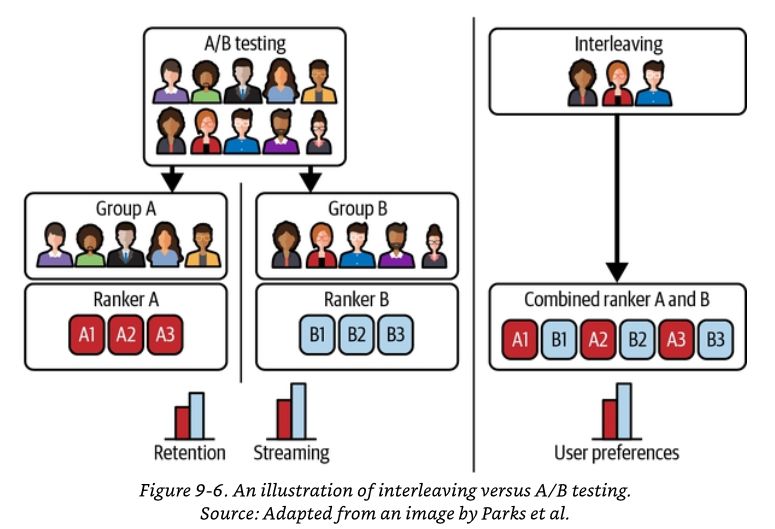 A/B testing
Interleaving
Group A
Group B
Ranker A
A1 A2 A3
Ranker B
B1 B2 B3
Combined ranker A and B
A1 B1 A2 B2 A3 B3
Retention
Streaming
User preferences
Figure 9-6. An illustration of interleaving versus A/B testing.
Source: Adapted from an image by Parks et al.